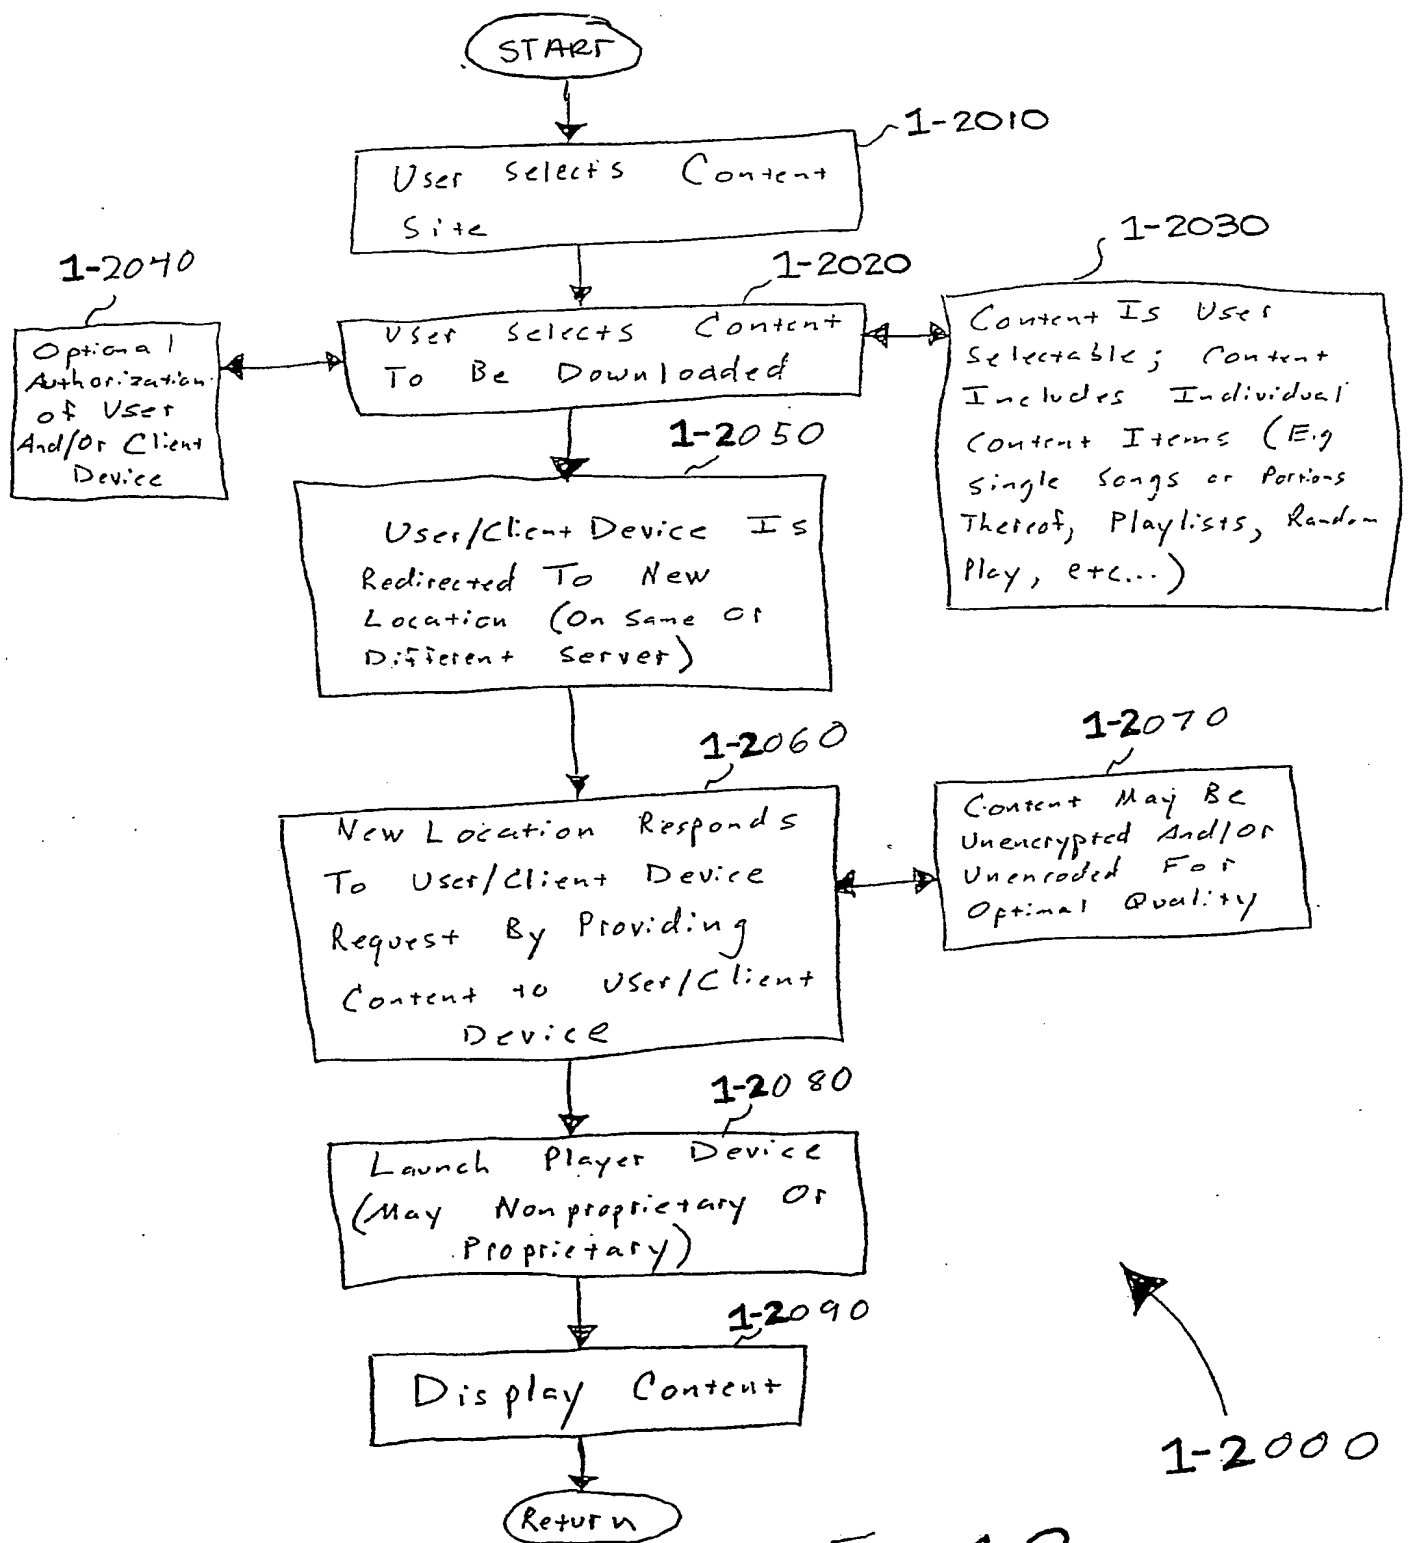 START
1-2010
User Selects Content
Site
1-2040
1-2020
1-2030
Optional
Authorization
of User
And/Or Client
Device
User Selects Content
To Be Downloaded
Content Is User
Selectable; Content
Includes Individual
Content Items (E.g
Single Songs or Portions
Thereof, Playlists, Random
Play, etc...)
1-2050
User/Client Device Is
Redirected To New
Location (On Same Or
Different Server)
1-2060
New Location Responds
To User/Client Device
Request By Providing
Content to User/Client
Device
1-2070
Content May Be
Unencrypted And/Or
Unencoded For
Optimal Quality
1-2080
Launch Player Device
(May Nonproprietary Or
Proprietary)
1-2090
Display Content
1-2000
Return